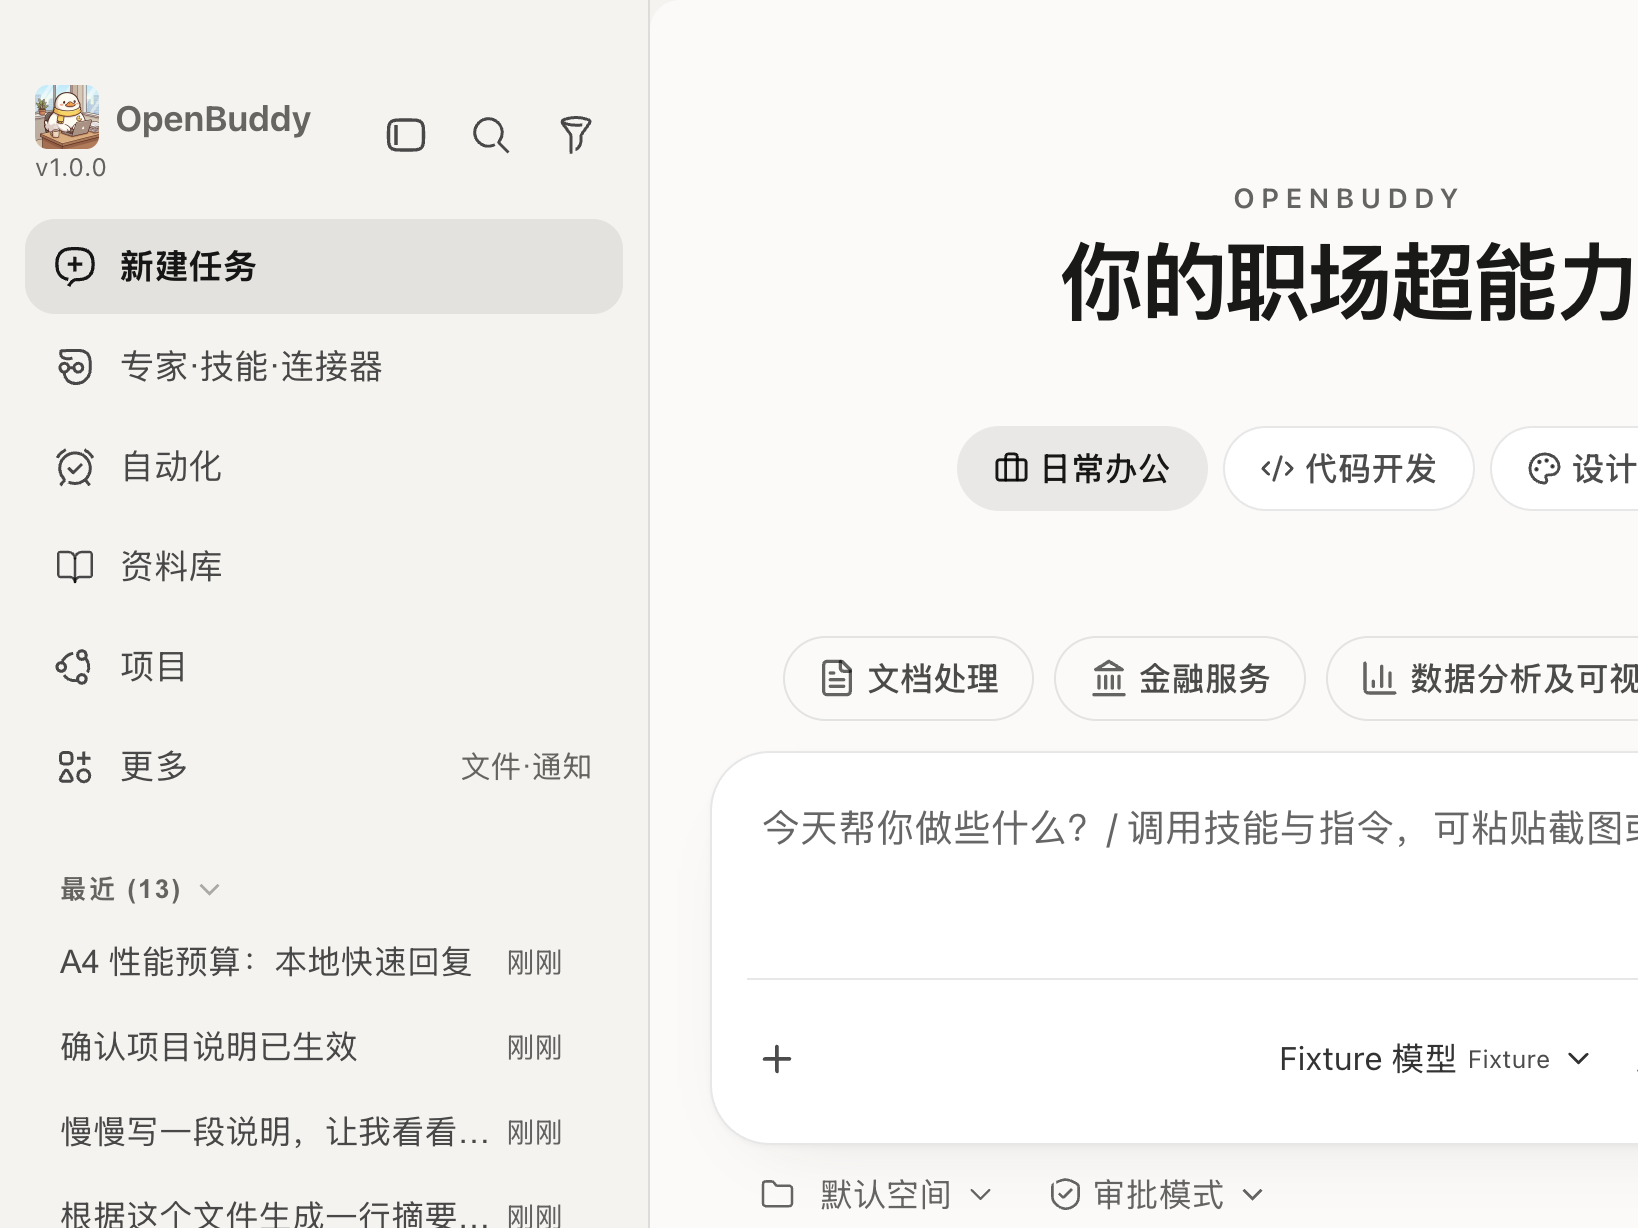 OpenBuddy
v1.0.0
新建任务
专家·技能·连接器
自动化
资料库
项目
更多 文件·通知
最近 (13)
A4 性能预算：本地快速回复 刚刚
确认项目说明已生效 刚刚
慢慢写一段说明，让我看看... 刚刚
根据这个文件生成一行摘要... 刚刚
OPENBUDDY
你的职场超能力
日常办公 代码开发 设计
文档处理 金融服务 数据分析及可视
今天帮你做些什么？/ 调用技能与指令，可粘贴截图或
Fixture 模型 Fixture
默认空间 审批模式